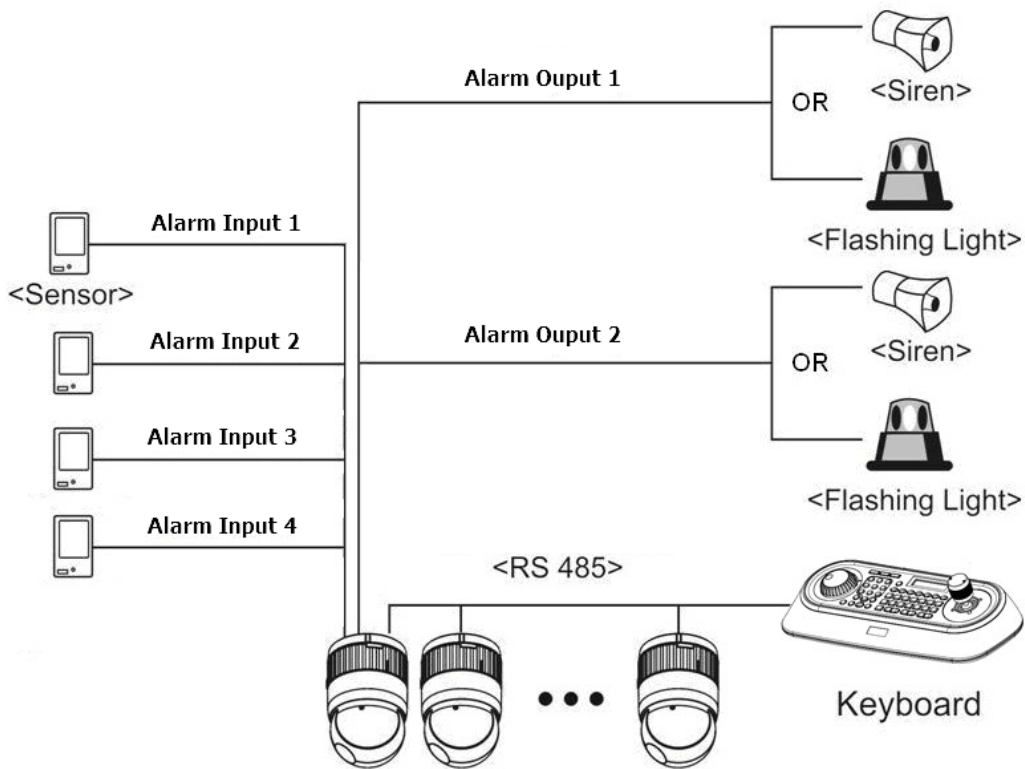 Alarm Ouput 1
<Siren>
OR
<Flashing Light>
Alarm Input 1
<Sensor>
Alarm Input 2
Alarm Input 3
Alarm Input 4
Alarm Ouput 2
<Siren>
OR
<Flashing Light>
<RS 485>
Keyboard